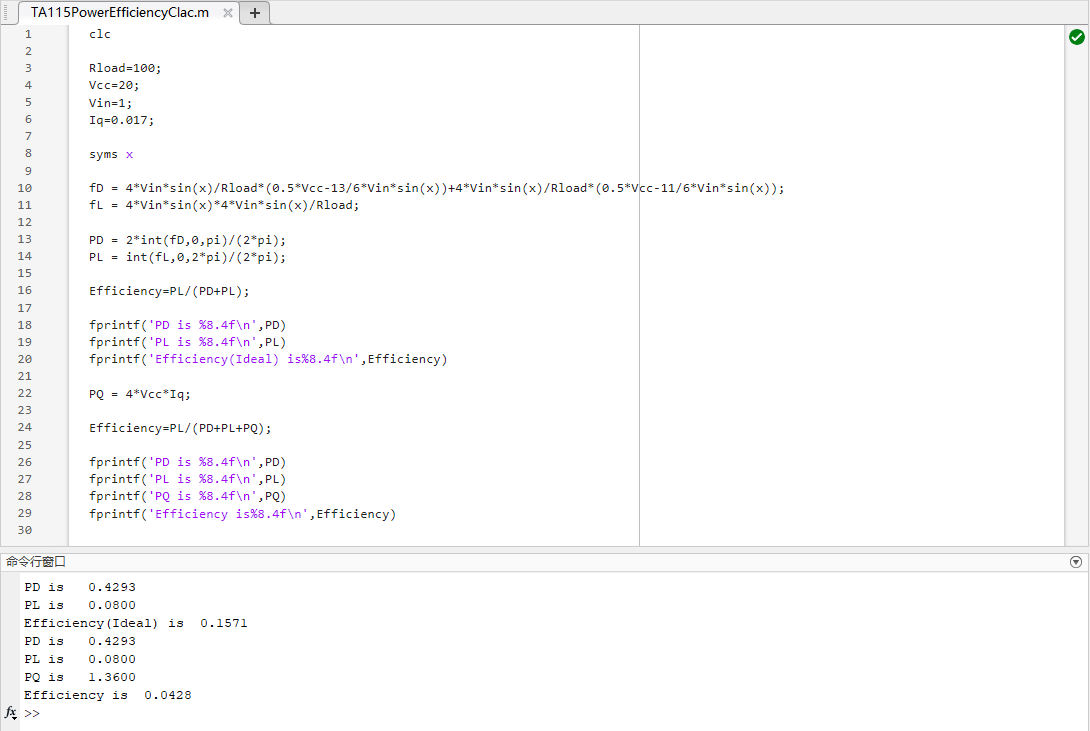 TA115PowerEfficiencyClac.m × +
1 clc
2
3 Rload=100;
4 Vcc=20;
5 Vin=1;
6 Iq=0.017;
7
8 syms x
9
10 fD = 4*Vin*sin(x)/Rload*(0.5*Vcc-13/6*Vin*sin(x))+4*Vin*sin(x)/Rload*(0.5*Vcc-11/6*Vin*sin(x));
11 fL = 4*Vin*sin(x)*4*Vin*sin(x)/Rload;
12
13 PD = 2*int(fD,0,pi)/(2*pi);
14 PL = int(fL,0,2*pi)/(2*pi);
15
16 Efficiency=PL/(PD+PL);
17
18 fprintf('PD is %8.4f\n',PD)
19 fprintf('PL is %8.4f\n',PL)
20 fprintf('Efficiency(Ideal) is%8.4f\n',Efficiency)
21
22 PQ = 4*Vcc*Iq;
23
24 Efficiency=PL/(PD+PL+PQ);
25
26 fprintf('PD is %8.4f\n',PD)
27 fprintf('PL is %8.4f\n',PL)
28 fprintf('PQ is %8.4f\n',PQ)
29 fprintf('Efficiency is%8.4f\n',Efficiency)
30
命令行窗口
PD is   0.4293
PL is   0.0800
Efficiency(Ideal) is  0.1571
PD is   0.4293
PL is   0.0800
PQ is   1.3600
Efficiency is  0.0428
fx >>